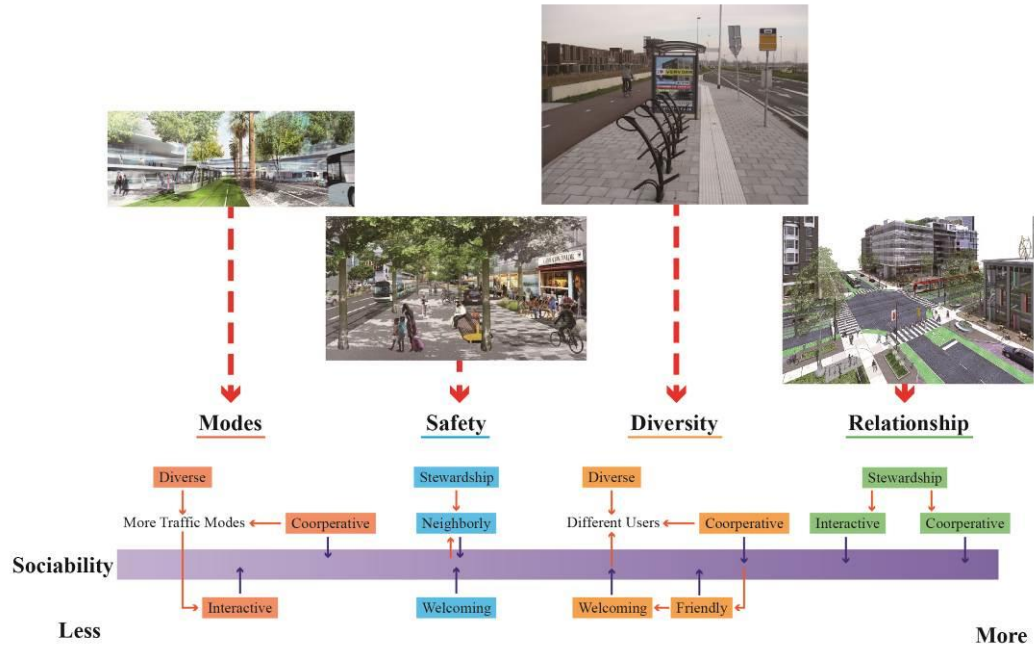 Modes
Safety
Diversity
Relationship
Diverse
Stewardship
Diverse
Stewardship
More Traffic Modes
Coorperative
Neighborly
Different Users
Coorperative
Interactive
Coorperative
Sociability
Interactive
Welcoming
Welcoming
Friendly
Less
More